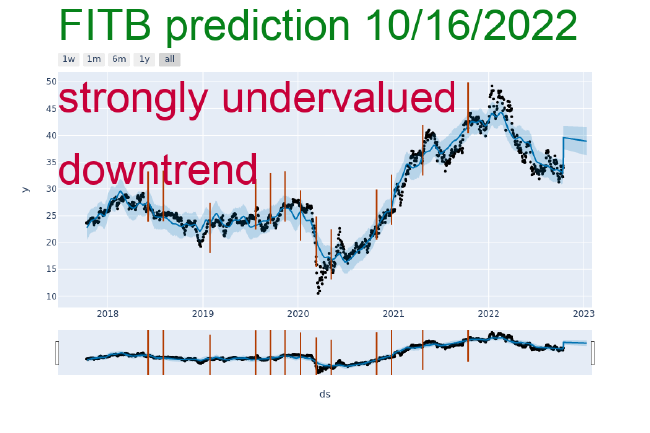 FITB prediction 10/16/2022
1w 1m 6m 1y all
strongly undervalued
downtrend
50
45
40
35
30
25
20
15
10
y
2018 2019 2020 2021 2022 2023
ds